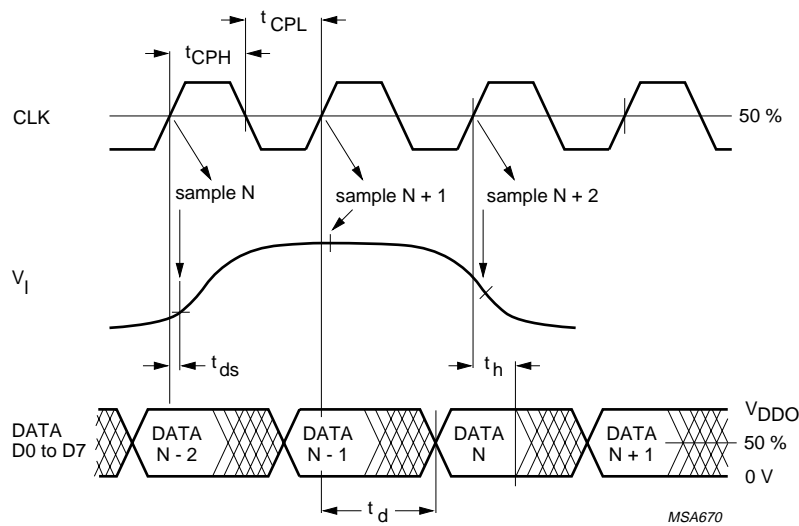 t CPL
t CPH
CLK
50 %
sample N
sample N + 1
sample N + 2
V I
t ds
t h
DATA
D0 to D7
DATA
N - 2
DATA
N - 1
DATA
N
DATA
N + 1
V DDO
50 %
0 V
t d
MSA670